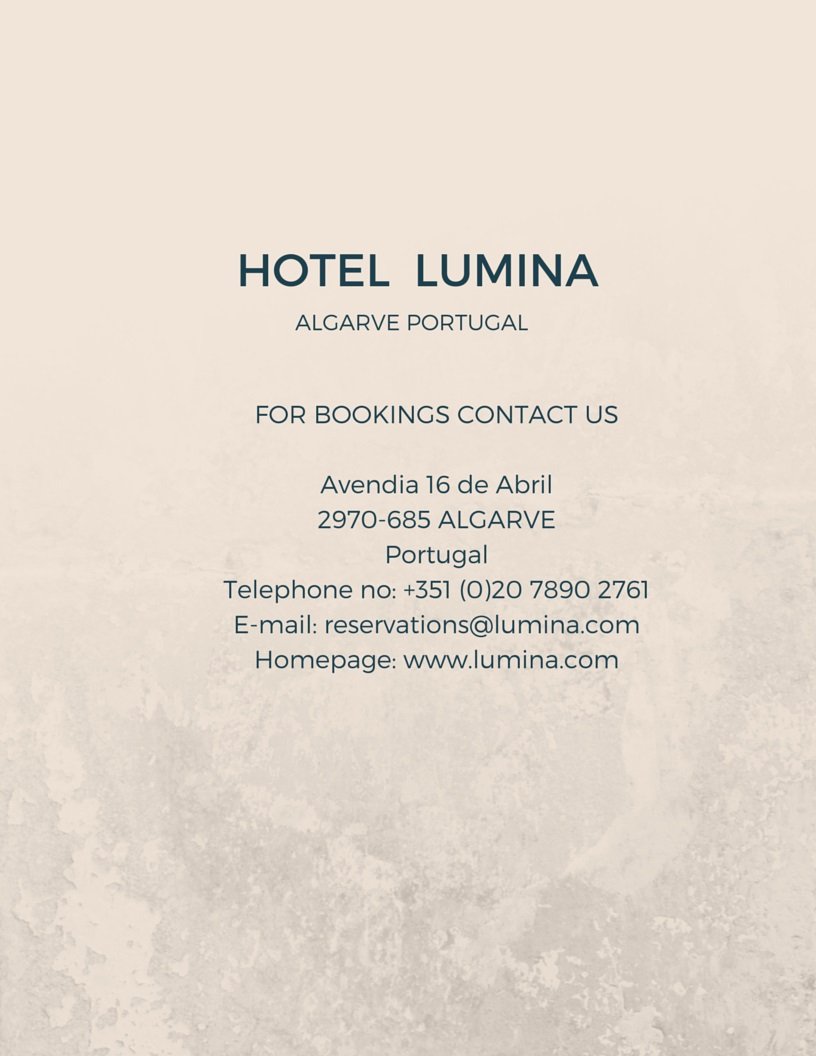 HOTEL LUMINA
ALGARVE PORTUGAL
FOR BOOKINGS CONTACT US
Avendia 16 de Abril
2970-685 ALGARVE
Portugal
Telephone no: +351 (0)20 7890 2761
E-mail: reservations@lumina.com
Homepage: www.lumina.com